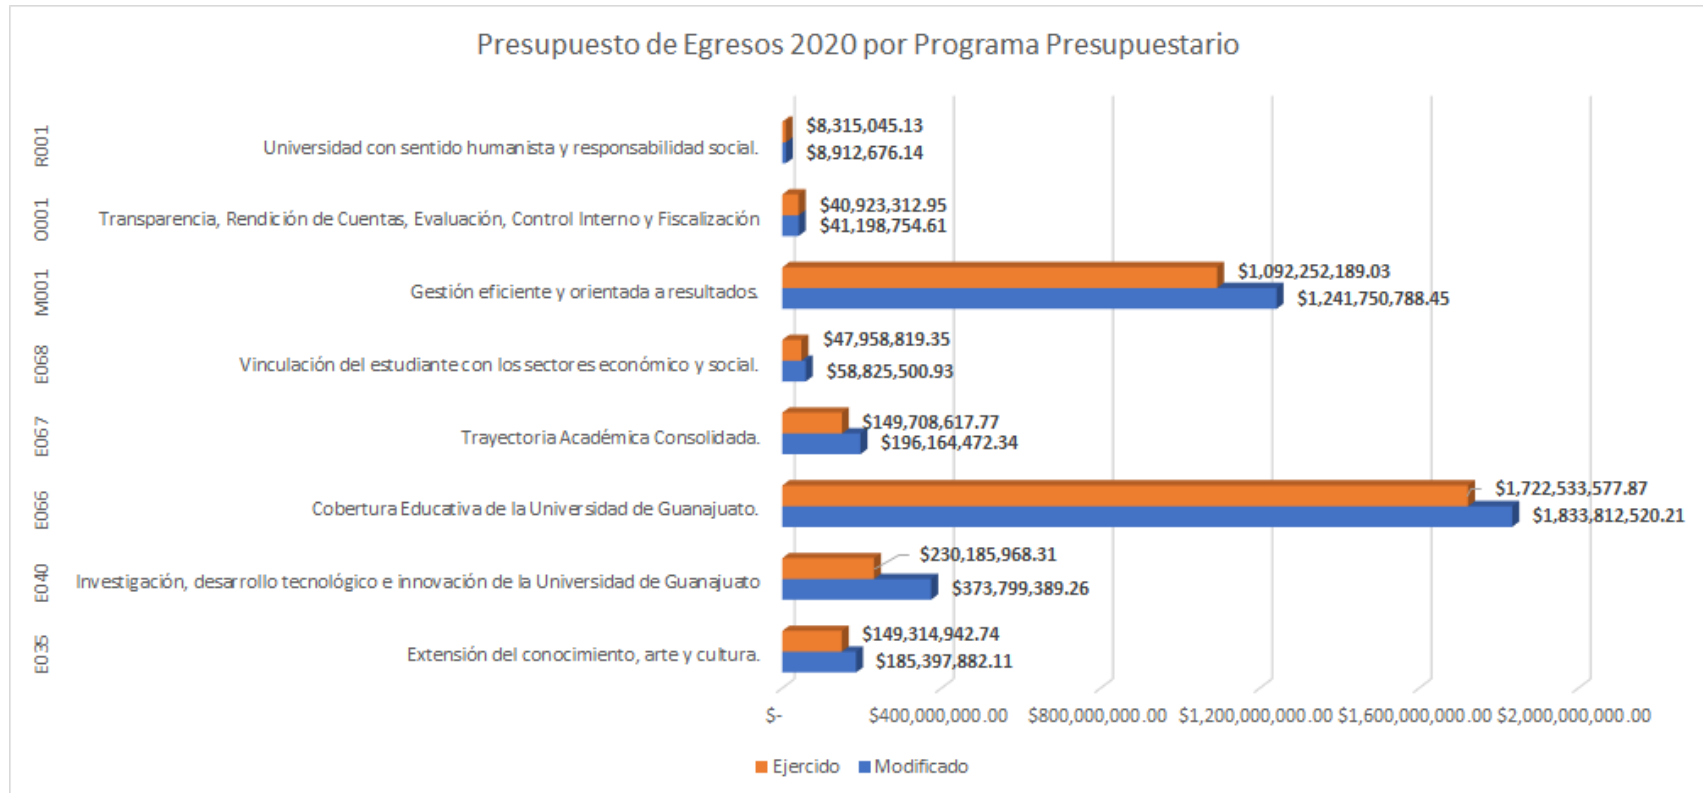 Presupuesto de Egresos 2020 por Programa Presupuestario
R001
Universidad con sentido humanista y responsabilidad social.
$8,315,045.13
$8,912,676.14
O001
Transparencia, Rendición de Cuentas, Evaluación, Control Interno y Fiscalización
$40,923,312.95
$41,198,754.61
M001
Gestión eficiente y orientada a resultados.
$1,092,252,189.03
$1,241,750,788.45
E068
Vinculación del estudiante con los sectores económico y social.
$47,958,819.35
$58,825,500.93
E067
Trayectoria Académica Consolidada.
$149,708,617.77
$196,164,472.34
E066
Cobertura Educativa de la Universidad de Guanajuato.
$1,722,533,577.87
$1,833,812,520.21
E040
Investigación, desarrollo tecnológico e innovación de la Universidad de Guanajuato
$230,185,968.31
$373,799,389.26
E035
Extensión del conocimiento, arte y cultura.
$149,314,942.74
$185,397,882.11
$- $400,000,000.00 $800,000,000.00 $1,200,000,000.00 $1,600,000,000.00 $2,000,000,000.00
Ejercido Modificado